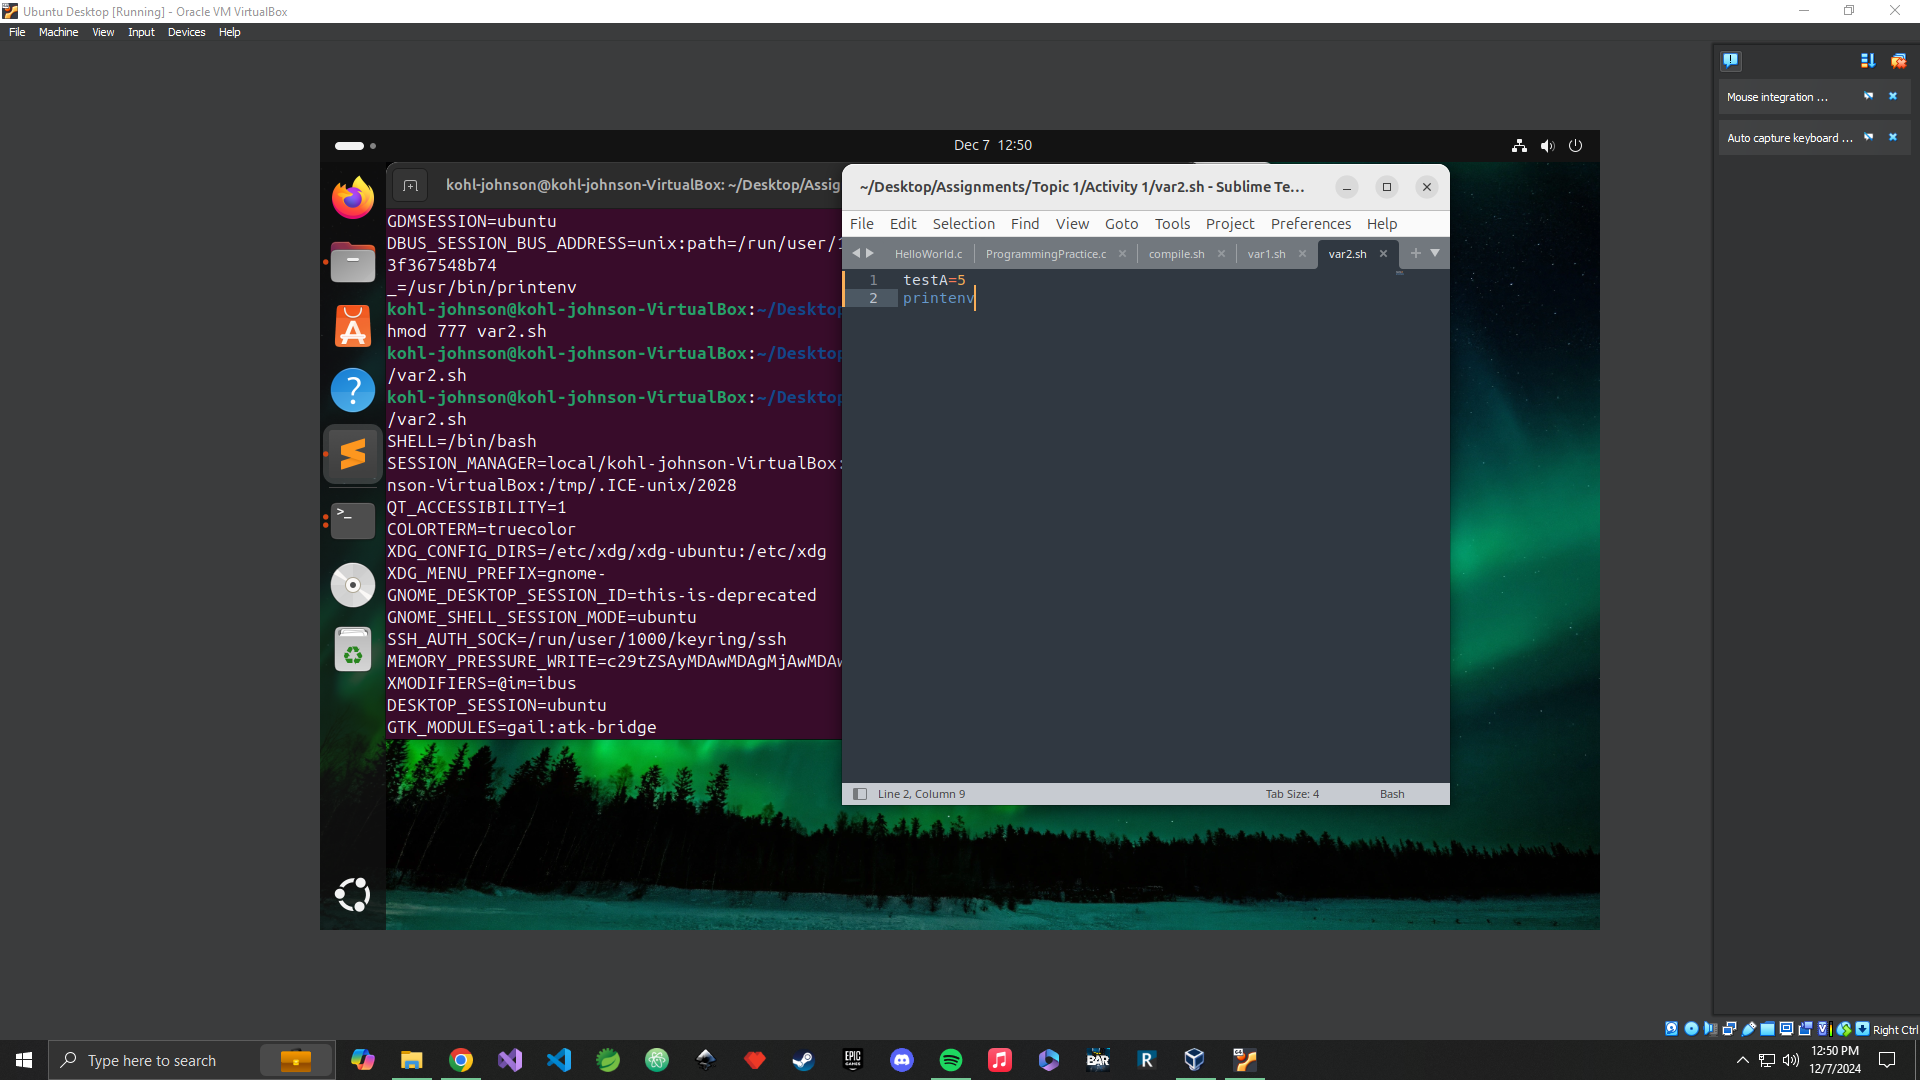 Ubuntu Desktop [Running] - Oracle VM VirtualBox
File Machine View Input Devices Help
Mouse integration ...
Auto capture keyboard ...
Dec 7 12:50
kohl-johnson@kohl-johnson-VirtualBox: ~/Desktop/Assig
GDMSESSION=ubuntu
DBUS_SESSION_BUS_ADDRESS=unix:path=/run/user/1
3f367548b74
_=/usr/bin/printenv
kohl-johnson@kohl-johnson-VirtualBox:~/Desktop
hmod 777 var2.sh
kohl-johnson@kohl-johnson-VirtualBox:~/Desktop
/var2.sh
kohl-johnson@kohl-johnson-VirtualBox:~/Desktop
/var2.sh
SHELL=/bin/bash
SESSION_MANAGER=local/kohl-johnson-VirtualBox:
nson-VirtualBox:/tmp/.ICE-unix/2028
QT_ACCESSIBILITY=1
COLORTERM=truecolor
XDG_CONFIG_DIRS=/etc/xdg/xdg-ubuntu:/etc/xdg
XDG_MENU_PREFIX=gnome-
GNOME_DESKTOP_SESSION_ID=this-is-deprecated
GNOME_SHELL_SESSION_MODE=ubuntu
SSH_AUTH_SOCK=/run/user/1000/keyring/ssh
MEMORY_PRESSURE_WRITE=c29tZSAyMDAwMDAgMjAwMDAw
XMODIFIERS=@im=ibus
DESKTOP_SESSION=ubuntu
GTK_MODULES=gail:atk-bridge
~/Desktop/Assignments/Topic 1/Activity 1/var2.sh - Sublime Te...
File Edit Selection Find View Goto Tools Project Preferences Help
HelloWorld.c ProgrammingPractice.c compile.sh var1.sh var2.sh
1 testA=5
2 printenv
Line 2, Column 9 Tab Size: 4 Bash
Right Ctrl
Type here to search
EPIC GAMES
BAR
R
12:50 PM
12/7/2024